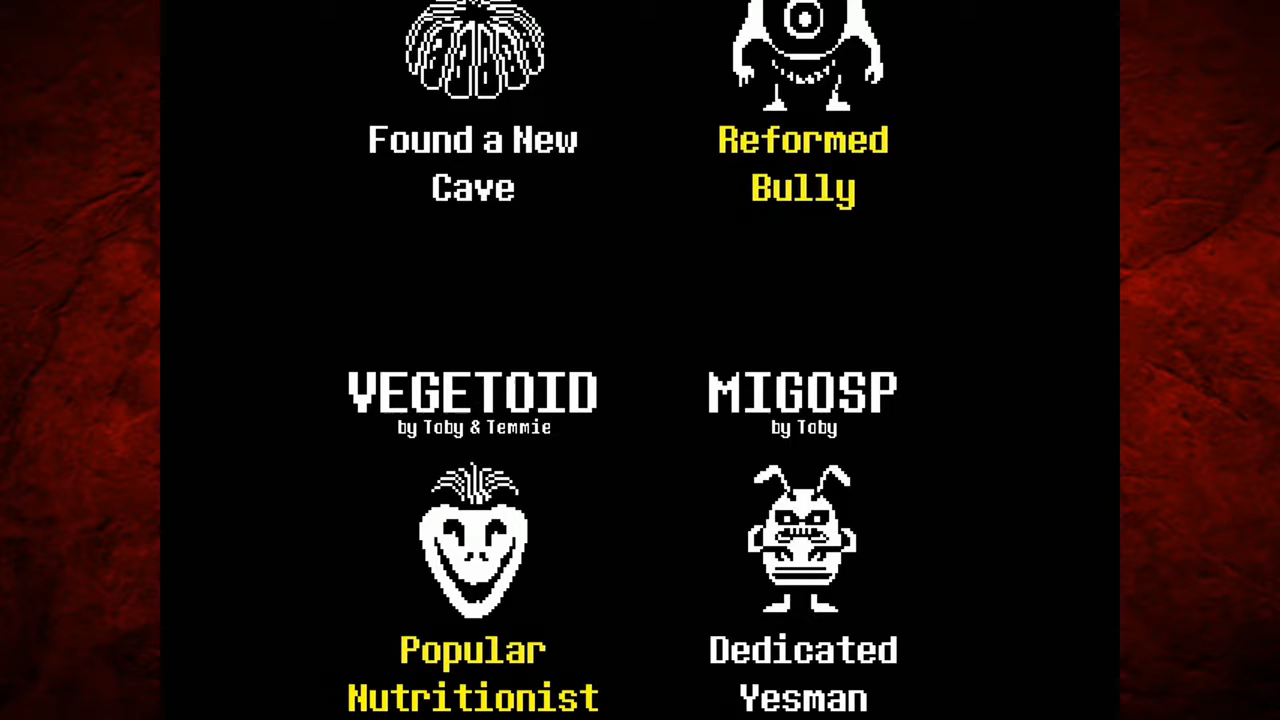 Found a New
Cave
Reformed
Bully
VEGETOID
by Toby & Temmie
MIGOSP
by Toby
Popular
Nutritionist
Dedicated
Yesman